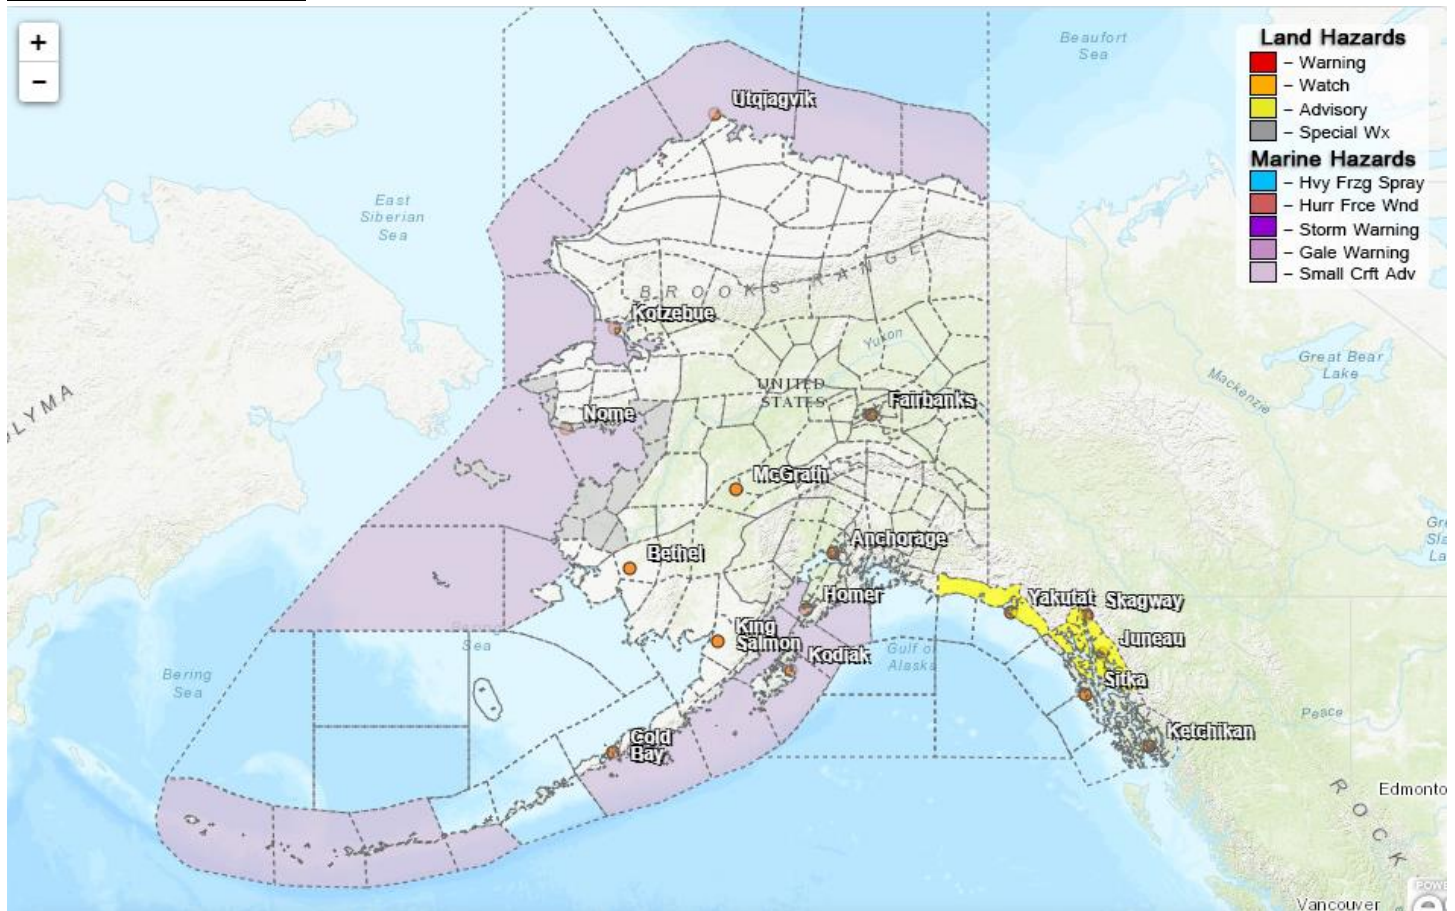 +
−
Land Hazards
– Warning
– Watch
– Advisory
– Special Wx
Marine Hazards
– Hvy Frzg Spray
– Hurr Frce Wnd
– Storm Warning
– Gale Warning
– Small Crft Adv
Beaufort
Sea
Utqiagvik
East
Siberian
Sea
BROOKS RANGE
Kotzebue
Yukon
Great Bear
Lake
Mackenzie
UNITED
STATES
Fairbanks
Nome
McGrath
Anchorage
Bethel
Homer
Yakutat
Skagway
King
Salmon
Juneau
Kodiak
Gulf of
Alaska
Sea
Bering
Sea
Sitka
Peace
Ketchikan
Cold
Bay
ROCK
Edmonto
Vancouver
POWE